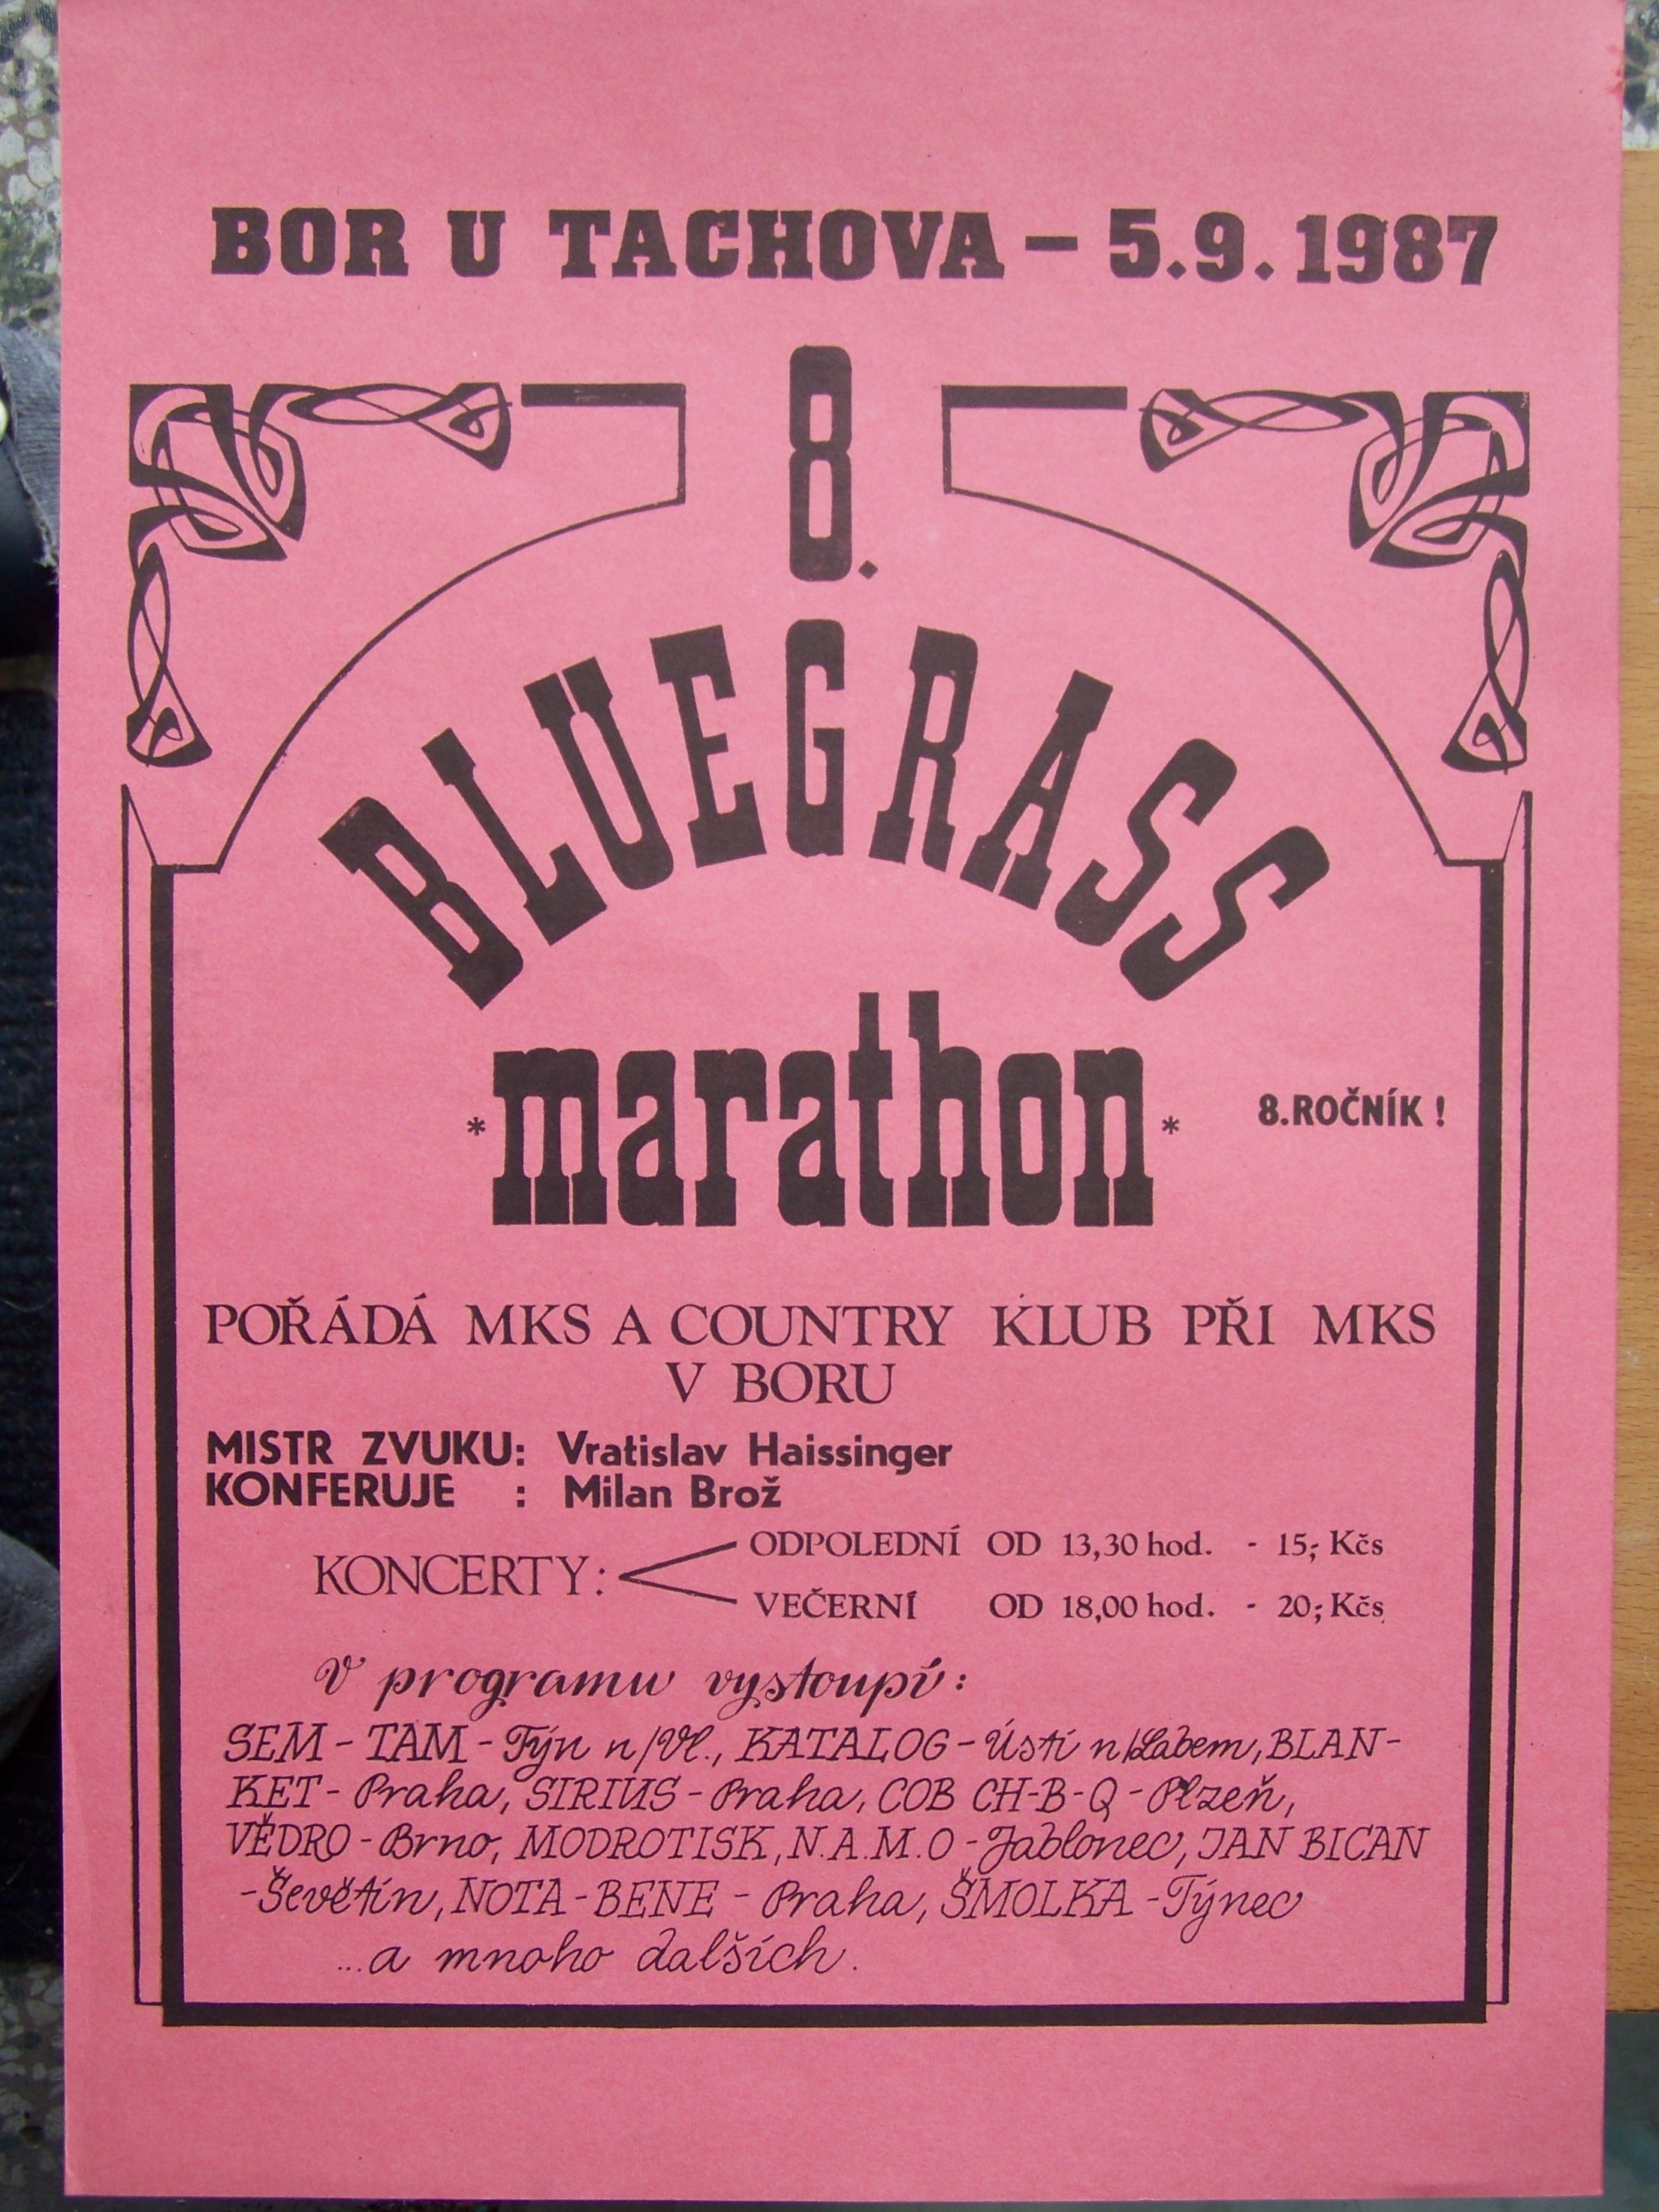 BOR U TACHOVA – 5.9.1987
8.
BLUEGRASS
*marathon*
8.ROČNÍK !
POŘÁDÁ MKS A COUNTRY KLUB PŘI MKS
V BORU
MISTR ZVUKU: Vratislav Haissinger
KONFERUJE : Milan Brož
KONCERTY:
ODPOLEDNÍ OD 13,30 hod. - 15,- Kčs
VEČERNÍ OD 18,00 hod. - 20,- Kčs
V programu vystoupí:
SEM - TAM - Týn n/Vl., KATALOG - Ústí n/Labem, BLAN-
KET - Praha, SIRIUS - Praha, COB CH-B-Q - Plzeň,
VĚDRO - Brno, MODROTISK, N.A.M.O - Jablonec, JAN BICAN
- Ševětín, NOTA - BENE - Praha, ŠMOLKA - Týnec
...a mnoho dalších.